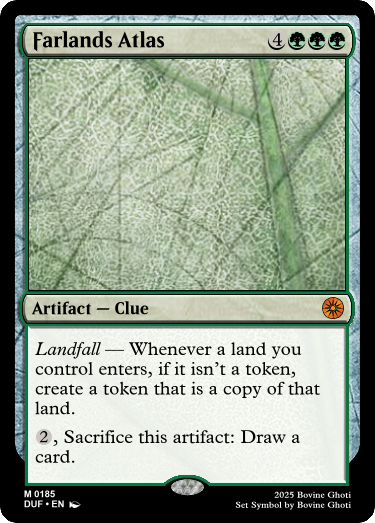 Farlands Atlas 4
Artifact — Clue
Landfall — Whenever a land you
control enters, if it isn't a token,
create a token that is a copy of that
land.
2, Sacrifice this artifact: Draw a
card.
M 0185
DUF • EN
2025 Bovine Ghoti
Set Symbol by Bovine Ghoti